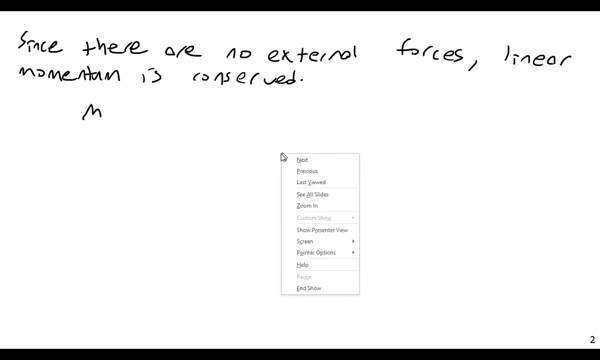 Since there are no external forces, linear
momentum is conserved.
M
Next
Previous
Last Viewed
See All Slides
Zoom In
Custom Show
Show Presenter View
Screen
Pointer Options
Help
Pause
End Show
2